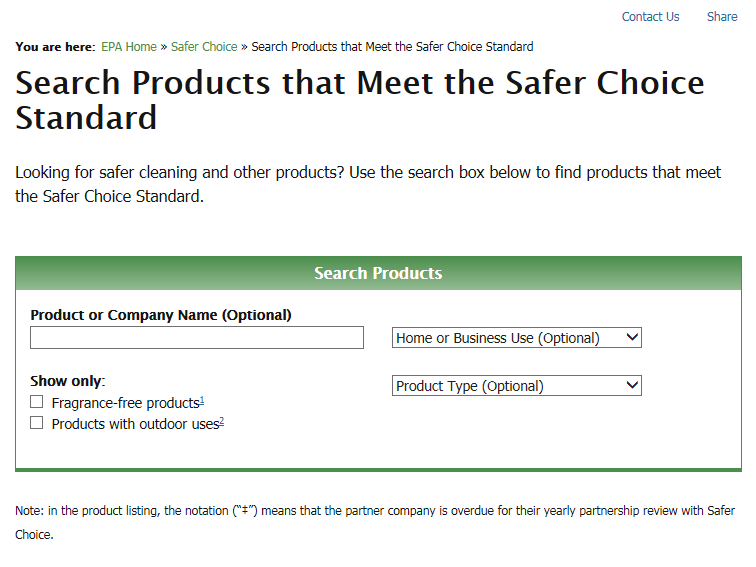 Contact Us Share
You are here: EPA Home » Safer Choice » Search Products that Meet the Safer Choice Standard
Search Products that Meet the Safer Choice
Standard
Looking for safer cleaning and other products? Use the search box below to find products that meet
the Safer Choice Standard.
Search Products
Product or Company Name (Optional)
Home or Business Use (Optional)
Show only:
Product Type (Optional)
Fragrance-free products¹
Products with outdoor uses²
Note: in the product listing, the notation ("‡") means that the partner company is overdue for their yearly partnership review with Safer
Choice.